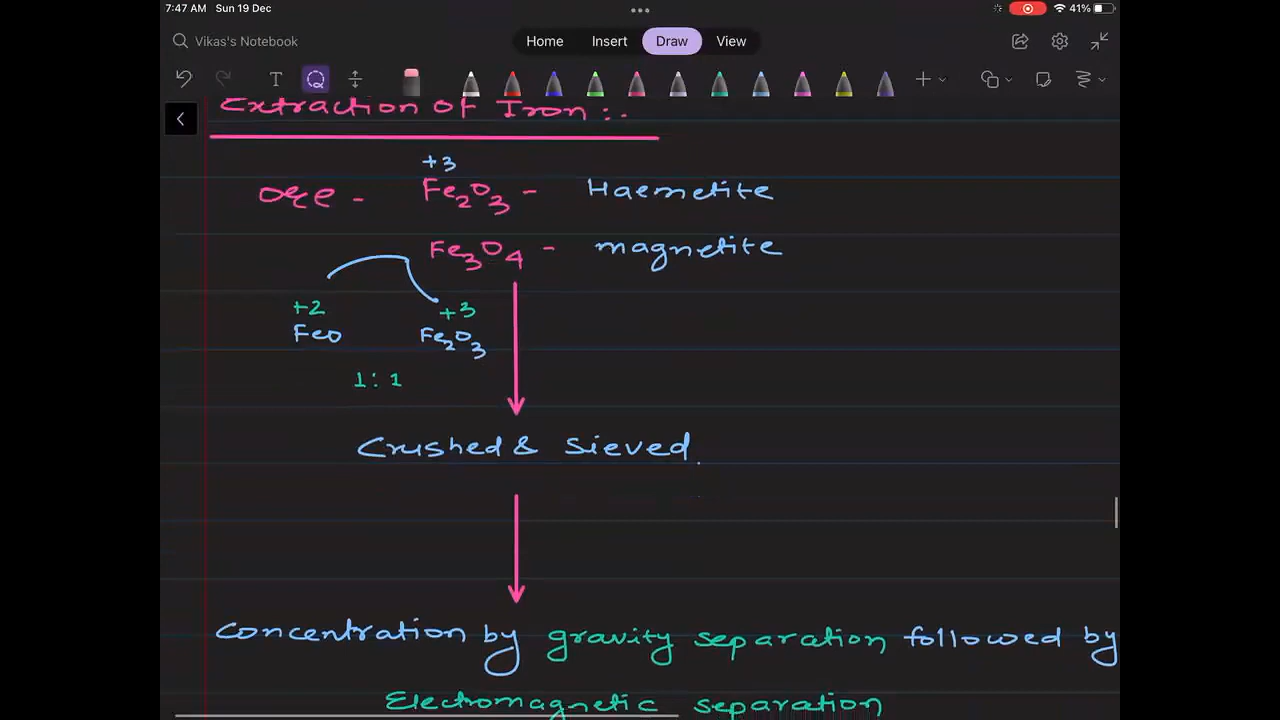 7:47 AM Sun 19 Dec
41%
Vikas's Notebook
Home Insert Draw View
Extraction of Iron :.
+3
Ore - Fe2O3 - Haemetite
Fe3O4 - magnetite
+2 +3
FeO Fe2O3
1:1
Crushed & Sieved
Concentration by gravity separation followed by
Electromagnetic separation